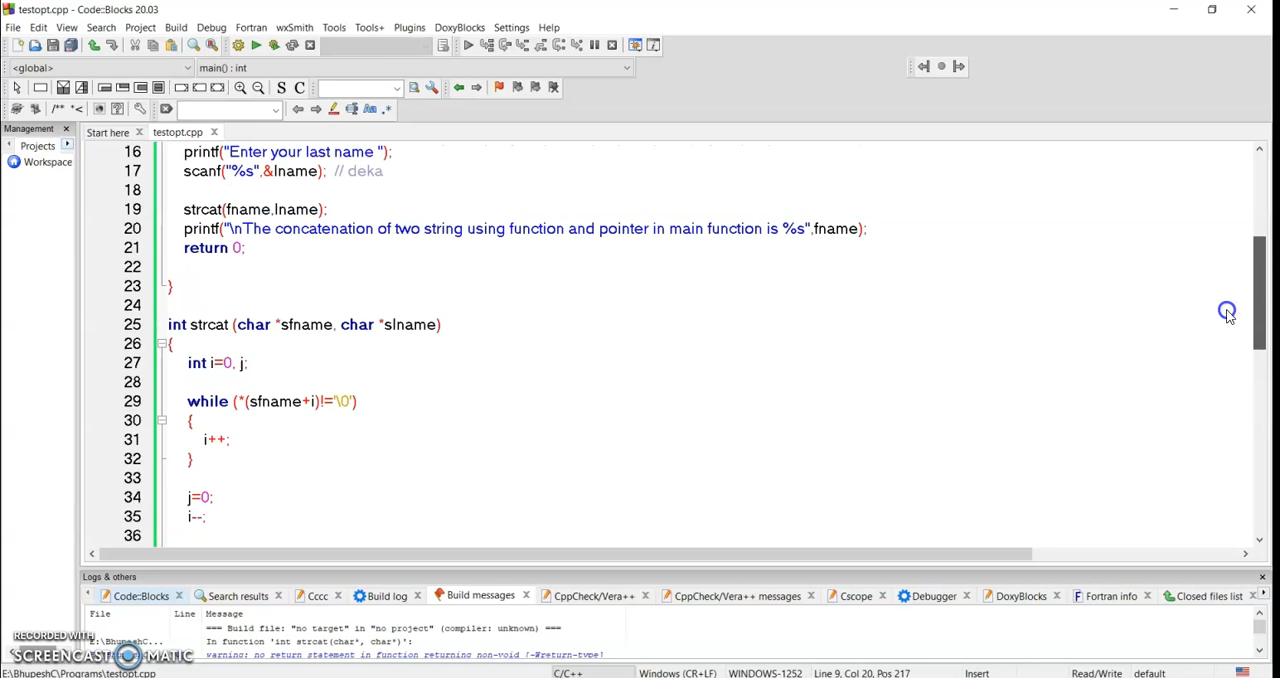 testopt.cpp - Code::Blocks 20.03
File Edit View Search Project Build Debug Fortran wxSmith Tools Tools+ Plugins DoxyBlocks Settings Help
<global> main() : int
S C
/** *< Aa .*
Management × Start here × testopt.cpp ×
Projects
Workspace
16 printf("Enter your last name ");
17 scanf("%s",&lname); // deka
18
19 strcat(fname,lname);
20 printf("\nThe concatenation of two string using function and pointer in main function is %s",fname);
21 return 0;
22
23 }
24
25 int strcat (char *sfname, char *slname)
26 {
27 int i=0, j;
28
29 while (*(sfname+i)!='\0')
30 {
31 i++;
32 }
33
34 j=0;
35 i--;
36
Logs & others
Code::Blocks × Search results × Cccc × Build log × Build messages × CppCheck/Vera++ × CppCheck/Vera++ messages × Cscope × Debugger × DoxyBlocks × Fortran info × Closed files list ×
File Line Message
=== Build file: "no target" in "no project" (compiler: unknown) ===
E:\BhupeshC... In function 'int strcat(char*, char*)':
warning: no return statement in function returning non-void [-Wreturn-type]
RECORDED WITH
SCREENCAST MATIC
E:\BhupeshC\Programs\testopt.cpp C/C++ Windows (CR+LF) WINDOWS-1252 Line 9, Col 20, Pos 217 Insert Read/Write default